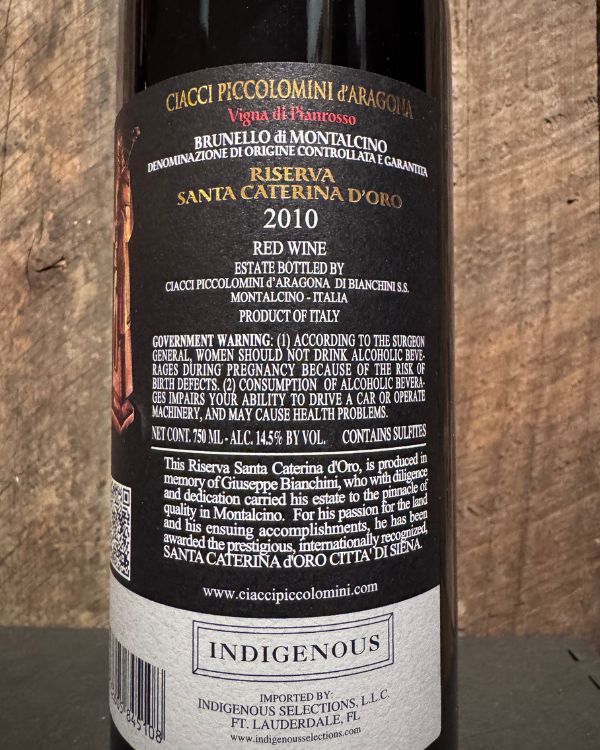 CIACCI PICCOLOMINI d'ARAGONA
Vigna di Pianrosso
BRUNELLO di MONTALCINO
DENOMINAZIONE DI ORIGINE CONTROLLATA E GARANTITA
RISERVA
SANTA CATERINA D'ORO
2010
RED WINE
ESTATE BOTTLED BY
CIACCI PICCOLOMINI d'ARAGONA DI BIANCHINI S.S.
MONTALCINO - ITALIA
PRODUCT OF ITALY
GOVERNMENT WARNING: (1) ACCORDING TO THE SURGEON
GENERAL, WOMEN SHOULD NOT DRINK ALCOHOLIC BEVE-
RAGES DURING PREGNANCY BECAUSE OF THE RISK OF
BIRTH DEFECTS. (2) CONSUMPTION OF ALCOHOLIC BEVERA-
GES IMPAIRS YOUR ABILITY TO DRIVE A CAR OR OPERATE
MACHINERY, AND MAY CAUSE HEALTH PROBLEMS.
NET CONT. 750 ML - ALC. 14.5% BY VOL. CONTAINS SULFITES
This Riserva Santa Caterina d'Oro, is produced in
memory of Giuseppe Bianchini, who with diligence
and dedication carried his estate to the pinnacle of
quality in Montalcino. For his passion for the land
and his ensuing accomplishments, he has been
awarded the prestigious, internationally recognized,
SANTA CATERINA d'ORO CITTA' DI SIENA.
www.ciaccipiccolomini.com
INDIGENOUS
IMPORTED BY:
INDIGENOUS SELECTIONS, L.L.C.
FT. LAUDERDALE, FL
www.indigenousselections.com